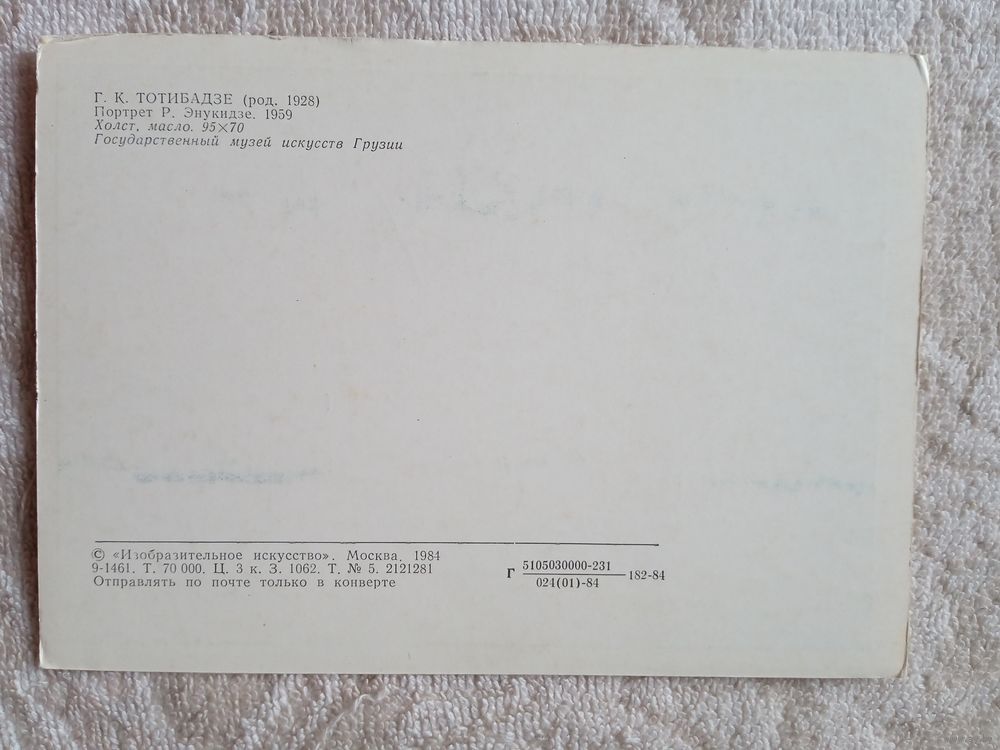 Г. К. ТОТИБАДЗЕ (род. 1928)
Портрет Р. Энукидзе. 1959
Холст, масло. 95×70
Государственный музей искусств Грузии
© «Изобразительное искусство». Москва, 1984
9-1461. Т. 70 000. Ц. 3 к. З. 1062. Т. № 5. 2121281
Отправлять по почте только в конверте
Г 5105030000-231
024(01)-84
182-84